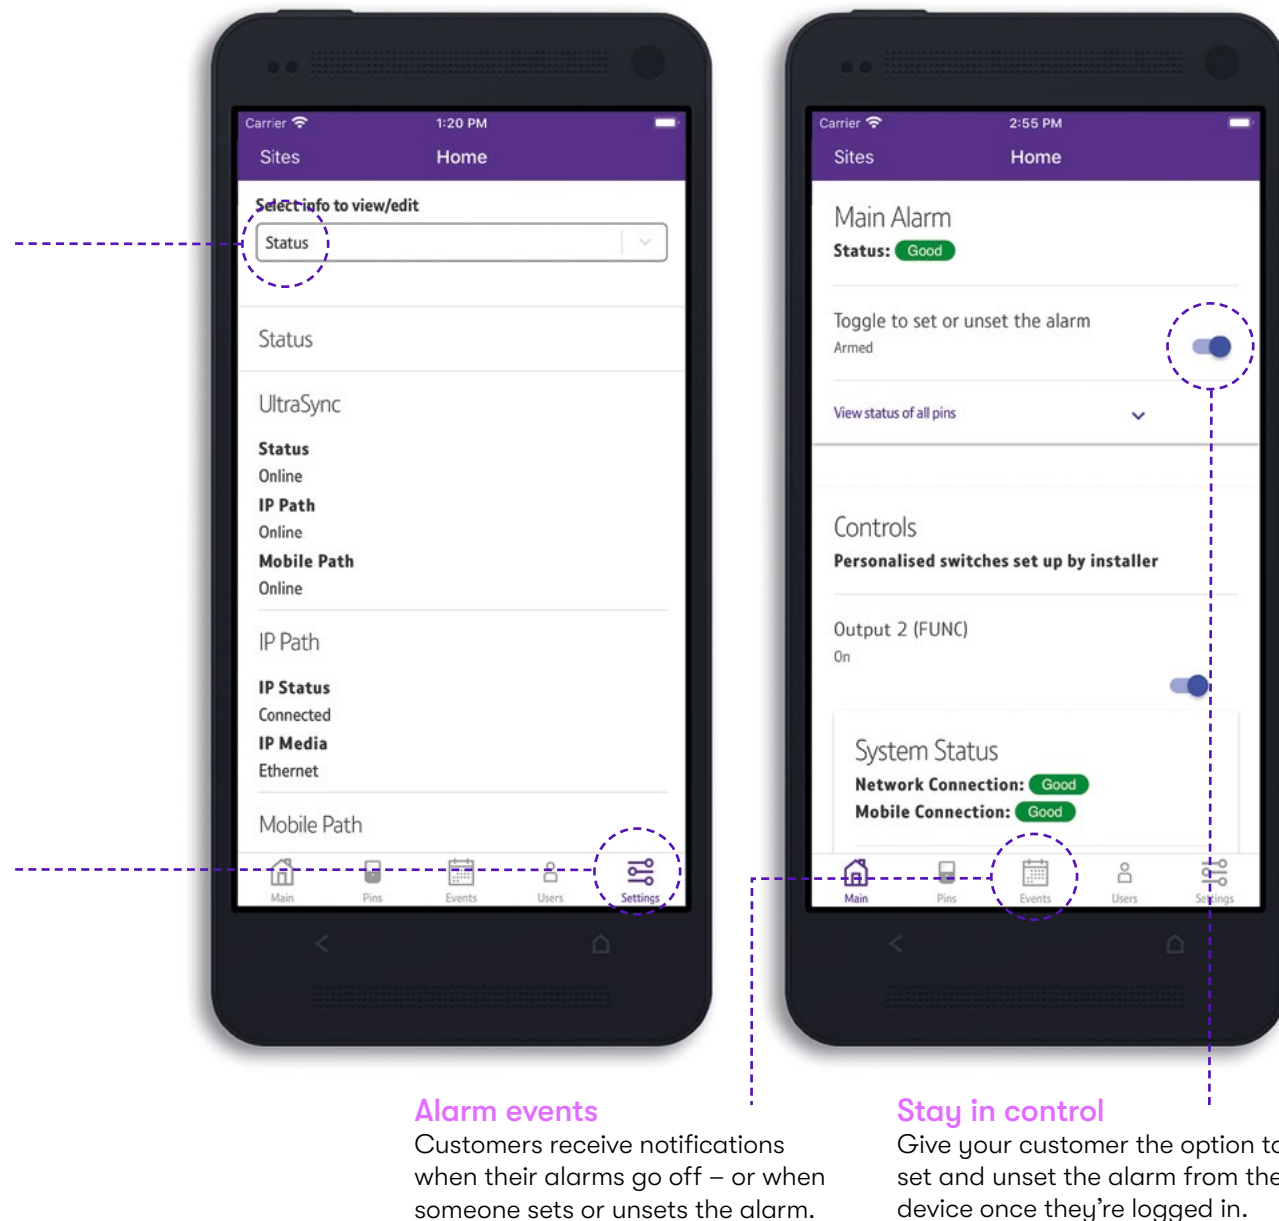 Carrier
1:20 PM
Sites
Home
Select info to view/edit
Status
Status
UltraSync
Status
Online
IP Path
Online
Mobile Path
Online
IP Path
IP Status
Connected
IP Media
Ethernet
Mobile Path
Main
Pins
Events
Users
Settings
Carrier
2:55 PM
Sites
Home
Main Alarm
Status: Good
Toggle to set or unset the alarm
Armed
View status of all pins
Controls
Personalised switches set up by installer
Output 2 (FUNC)
On
System Status
Network Connection: Good
Mobile Connection: Good
Main
Pins
Events
Users
Settings
Alarm events
Customers receive notifications
when their alarms go off – or when
someone sets or unsets the alarm.
Stay in control
Give your customer the option to
set and unset the alarm from the
device once they're logged in.